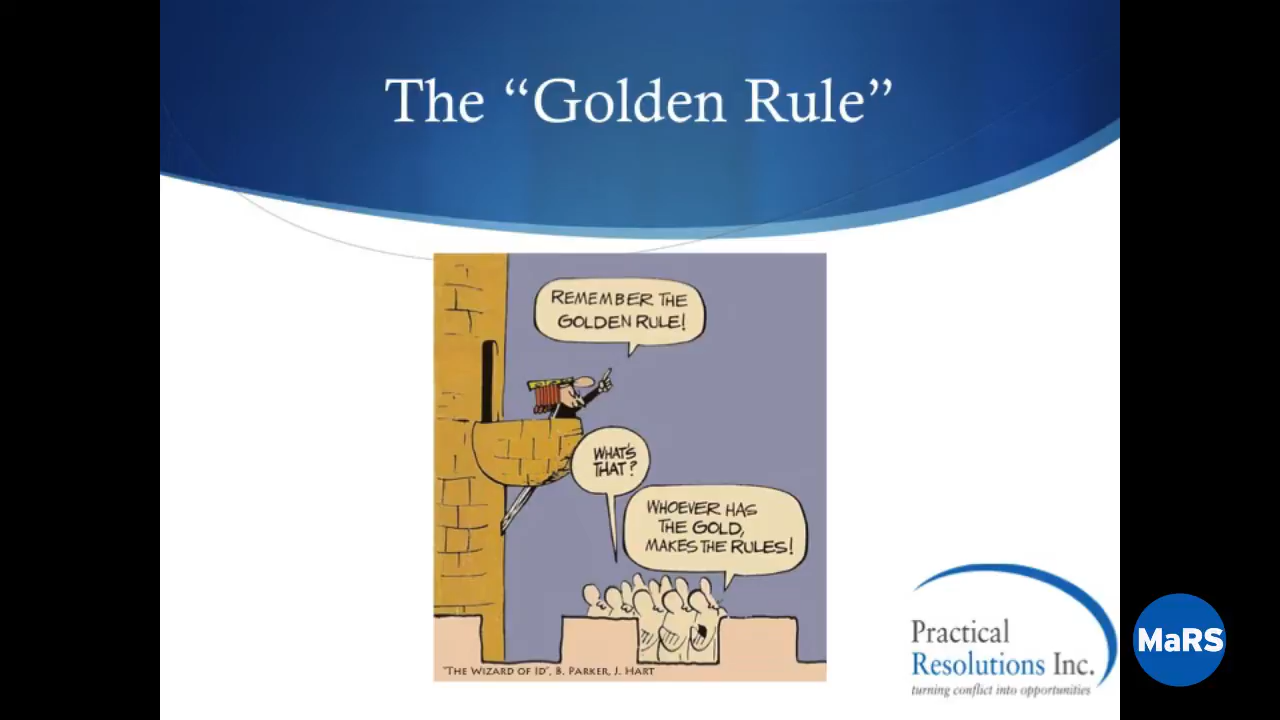 The “Golden Rule”
REMEMBER THE
GOLDEN RULE!
WHAT'S
THAT?
WHOEVER HAS
THE GOLD,
MAKES THE RULES!
"THE WIZARD OF ID", B. PARKER, J. HART
Practical
Resolutions Inc.
turning conflict into opportunities
MaRS